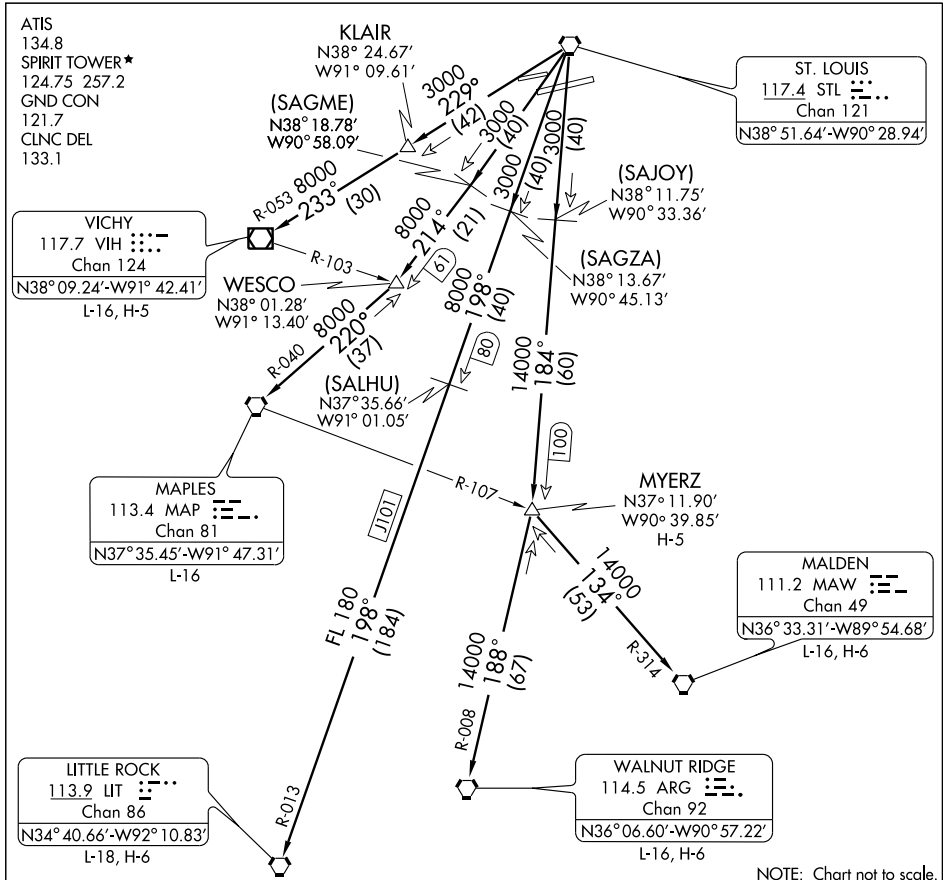 ATIS
134.8
SPIRIT TOWER★
124.75 257.2
GND CON
121.7
CLNC DEL
133.1
KLAIR
N38° 24.67'
W91° 09.61'
(SAGME)
N38° 18.78'
W90° 58.09'
3000
229°
(42)
3000
(40)
3000
(40)
3000
(40)
ST. LOUIS
117.4 STL
Chan 121
N38° 51.64'-W90° 28.94'
(SAJOY)
N38° 11.75'
W90° 33.36'
(SAGZA)
N38° 13.67'
W90° 45.13'
R-053
8000
233°
(30)
VICHY
117.7 VIH
Chan 124
N38° 09.24'-W91° 42.41'
L-16, H-5
R-103
8000
214°
(21)
61
WESCO
N38° 01.28'
W91° 13.40'
8000
198°
(40)
80
R-040
8000
220°
(37)
(SALHU)
N37° 35.66'
W91° 01.05'
14000
184°
(60)
100
MAPLES
113.4 MAP
Chan 81
N37° 35.45'-W91° 47.31'
L-16
R-107
J101
MYERZ
N37° 11.90'
W90° 39.85'
H-5
FL 180
198°
(184)
14000
134°
(53)
R-314
MALDEN
111.2 MAW
Chan 49
N36° 33.31'-W89° 54.68'
L-16, H-6
14000
188°
(67)
R-008
LITTLE ROCK
113.9 LIT
Chan 86
N34° 40.66'-W92° 10.83'
L-18, H-6
R-013
WALNUT RIDGE
114.5 ARG
Chan 92
N36° 06.60'-W90° 57.22'
L-16, H-6
NOTE: Chart not to scale.